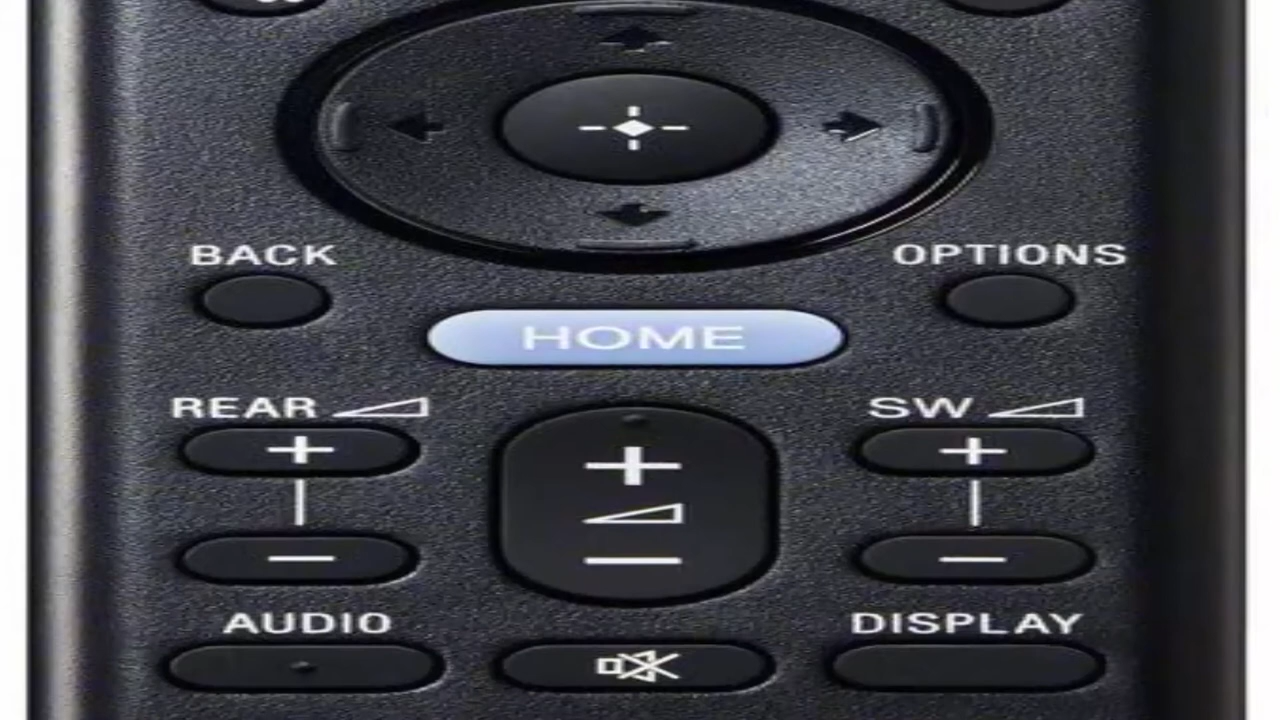 BACK
OPTIONS
HOME
REAR
SW
+
+
+
−
−
−
AUDIO
DISPLAY